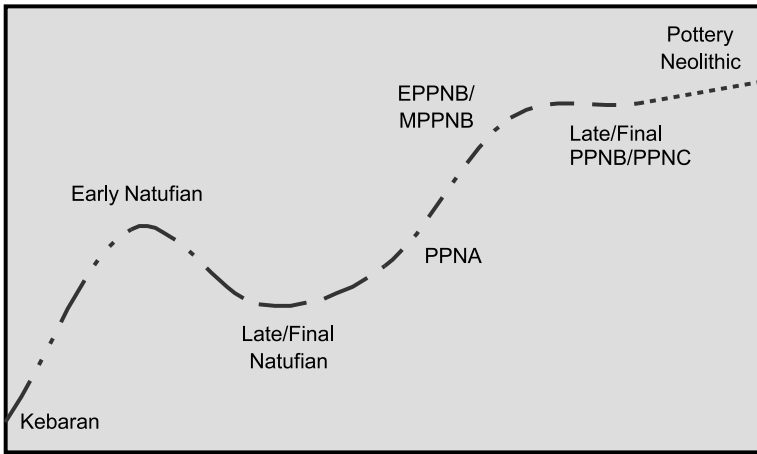 Pottery
Neolithic
EPPNB/
MPPNB
Late/Final
PPNB/PPNC
Early Natufian
PPNA
Late/Final
Natufian
Kebaran